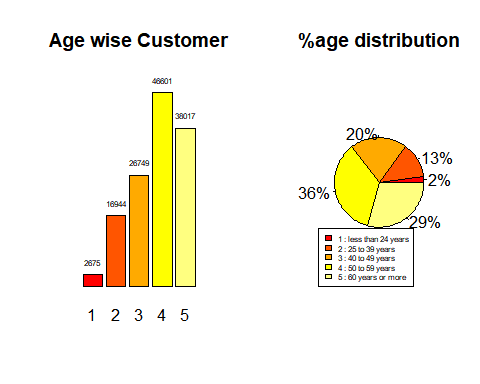 Age wise Customer
%age distribution
46601
38017
26749
16944
2675
1 2 3 4 5
20%
13%
2%
36%
29%
1 : less than 24 years
2 : 25 to 39 years
3 : 40 to 49 years
4 : 50 to 59 years
5 : 60 years or more